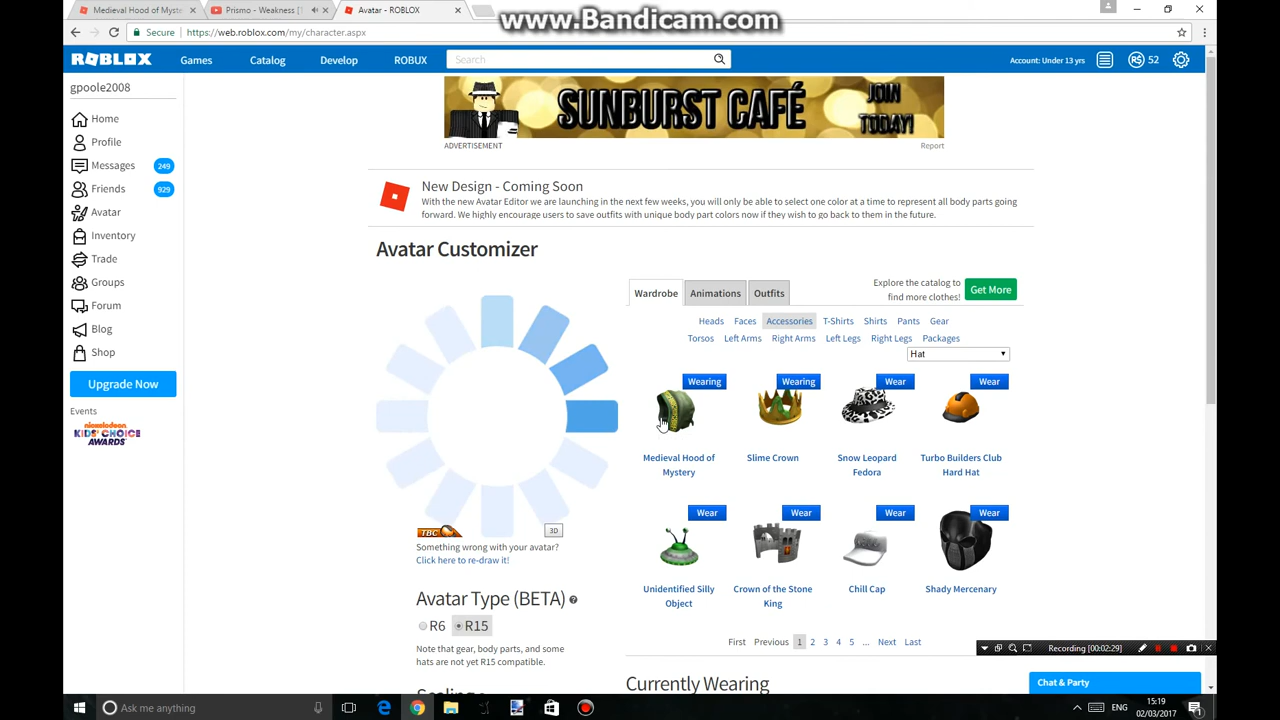 www.Bandicam.com
Medieval Hood of Myste
Prismo - Weakness [
Avatar - ROBLOX
Secure
https://web.roblox.com/my/character.aspx
ROBLOX
Games
Catalog
Develop
ROBUX
Search
Account: Under 13 yrs
R$ 52
gpoole2008
Home
Profile
Messages 249
Friends 929
Avatar
Inventory
Trade
Groups
Forum
Blog
Shop
Upgrade Now
Events
nickelodeon
KIDS' CHOICE
AWARDS
SUNBURST CAFÉ
JOIN
TODAY!
ADVERTISEMENT
Report
New Design - Coming Soon
With the new Avatar Editor we are launching in the next few weeks, you will only be able to select one color at a time to represent all body parts going
forward. We highly encourage users to save outfits with unique body part colors now if they wish to go back to them in the future.
Avatar Customizer
TBC
3D
Something wrong with your avatar?
Click here to re-draw it!
Avatar Type (BETA)
R6
R15
Note that gear, body parts, and some
hats are not yet R15 compatible.
Wardrobe
Animations
Outfits
Explore the catalog to
find more clothes!
Get More
Heads Faces Accessories T-Shirts Shirts Pants Gear
Torsos Left Arms Right Arms Left Legs Right Legs Packages
Hat
Wearing Wearing Wear Wear
Medieval Hood of
Mystery
Slime Crown
Snow Leopard
Fedora
Turbo Builders Club
Hard Hat
Wear Wear Wear Wear
Unidentified Silly
Object
Crown of the Stone
King
Chill Cap
Shady Mercenary
First Previous 1 2 3 4 5 ... Next Last
Currently Wearing
Recording [00:02:29]
Chat & Party
Ask me anything
ENG
15:19
02/03/2017